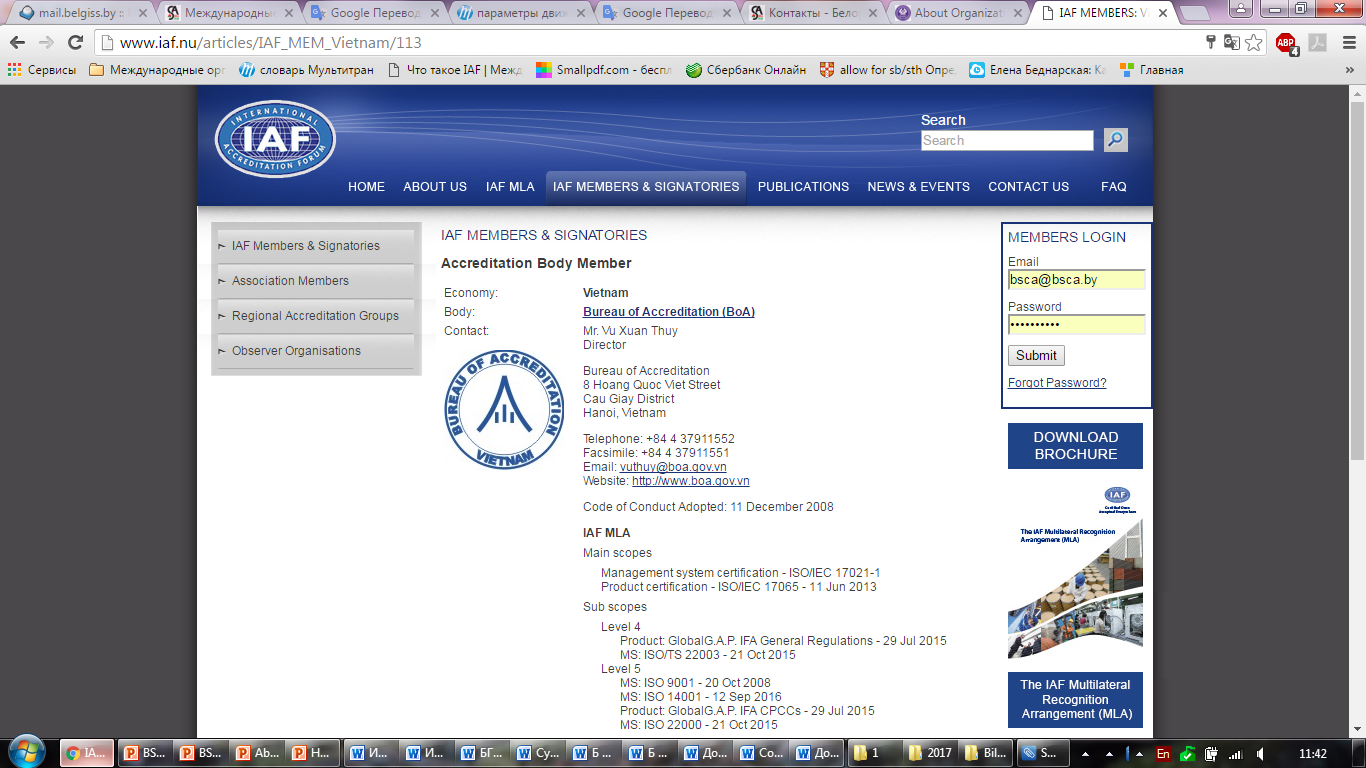 mail.belgiss.by ::
Международны
Google Перевод
параметры движ
Google Перевод
Контакты - Бело
About Organizat
IAF MEMBERS: V
www.iaf.nu/articles/IAF_MEM_Vietnam/113
ABP
4
Сервисы
Международные ор
словарь Мультитран
Что такое IAF | Меж
Smallpdf.com - беспл
Сбербанк Онлайн
allow for sb/sth Опре
Елена Беднарская: Ка
Главная
»
INTERNATIONAL
IAF
ACCREDITATION FORUM
Search
Search
HOME ABOUT US IAF MLA IAF MEMBERS & SIGNATORIES PUBLICATIONS NEWS & EVENTS CONTACT US FAQ
IAF Members & Signatories
Association Members
Regional Accreditation Groups
Observer Organisations
IAF MEMBERS & SIGNATORIES
Accreditation Body Member
Economy: Vietnam
Body: Bureau of Accreditation (BoA)
Contact: Mr. Vu Xuan Thuy
Director
BUREAU OF ACCREDITATION
VIETNAM
Bureau of Accreditation
8 Hoang Quoc Viet Street
Cau Giay District
Hanoi, Vietnam
Telephone: +84 4 37911552
Facsimile: +84 4 37911551
Email: vuthuy@boa.gov.vn
Website: http://www.boa.gov.vn
Code of Conduct Adopted: 11 December 2008
IAF MLA
Main scopes
Management system certification - ISO/IEC 17021-1
Product certification - ISO/IEC 17065 - 11 Jun 2013
Sub scopes
Level 4
Product: GlobalG.A.P. IFA General Regulations - 29 Jul 2015
MS: ISO/TS 22003 - 21 Oct 2015
Level 5
MS: ISO 9001 - 20 Oct 2008
MS: ISO 14001 - 12 Sep 2016
Product: GlobalG.A.P. IFA CPCCs - 29 Jul 2015
MS: ISO 22000 - 21 Oct 2015
MEMBERS LOGIN
Email
bsca@bsca.by
Password
••••••••••
Submit
Forgot Password?
DOWNLOAD
BROCHURE
IAF
The IAF Multilateral Recognition
Arrangement (MLA)
The IAF Multilateral
Recognition
Arrangement (MLA)
IA...
BS...
BS...
Ab...
H...
И...
И...
БГ...
Су...
Б ...
Б ...
До...
Co...
До...
1
2017
Bil...
S...
En
11:42